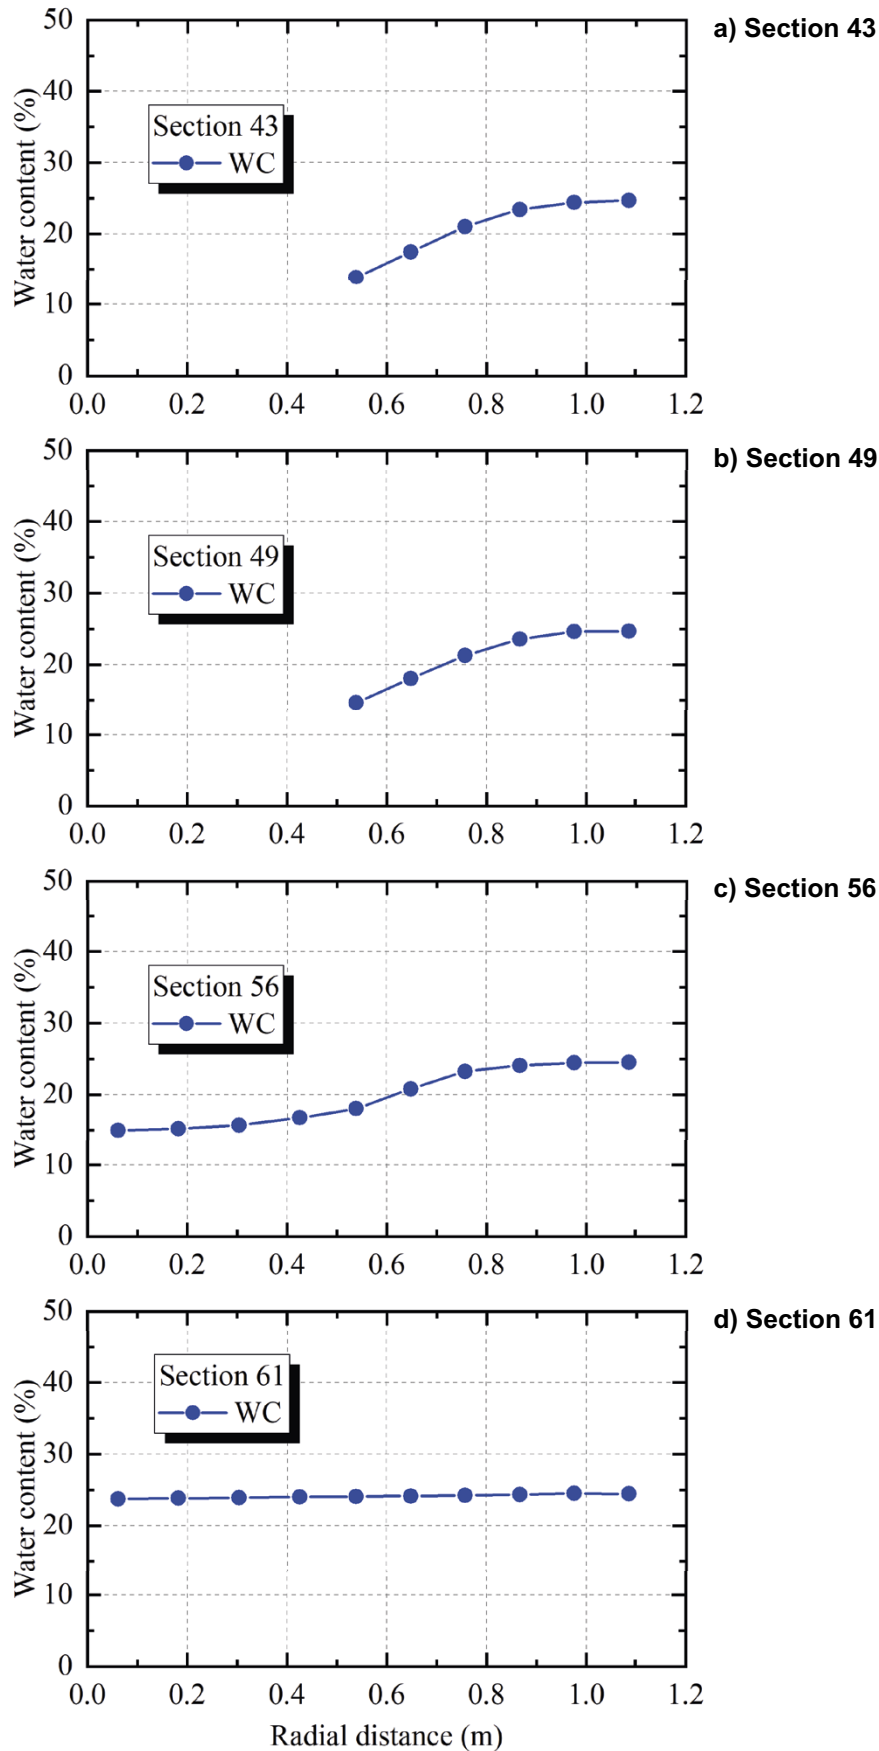 a) Section 43
50
40
30
20
10
0
Water content (%)
Section 43
WC
0.0 0.2 0.4 0.6 0.8 1.0 1.2
b) Section 49
50
40
30
20
10
0
Water content (%)
Section 49
WC
0.0 0.2 0.4 0.6 0.8 1.0 1.2
c) Section 56
50
40
30
20
10
0
Water content (%)
Section 56
WC
0.0 0.2 0.4 0.6 0.8 1.0 1.2
d) Section 61
50
40
30
20
10
0
Water content (%)
Section 61
WC
0.0 0.2 0.4 0.6 0.8 1.0 1.2
Radial distance (m)